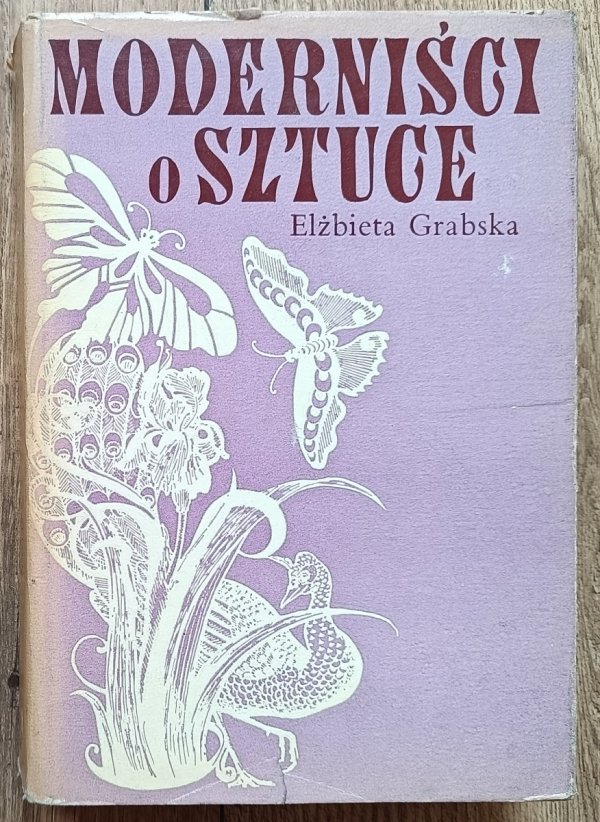 MODERNIŚCI
O SZTUCE
Elżbieta Grabska